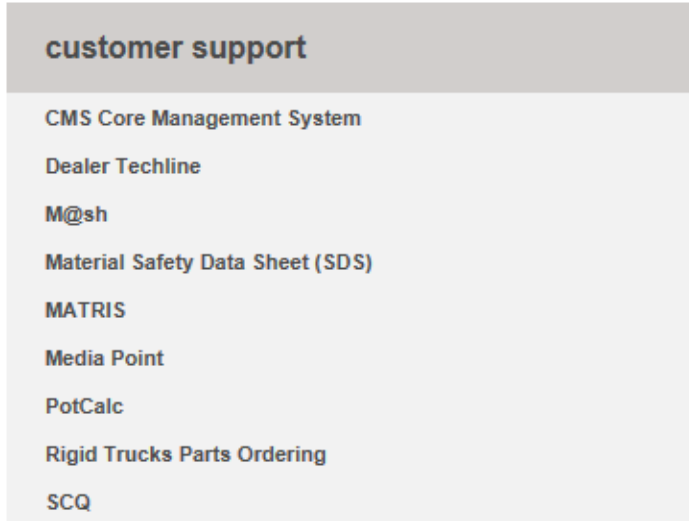 customer support
CMS Core Management System
Dealer Techline
M@sh
Material Safety Data Sheet (SDS)
MATRIS
Media Point
PotCalc
Rigid Trucks Parts Ordering
SCQ